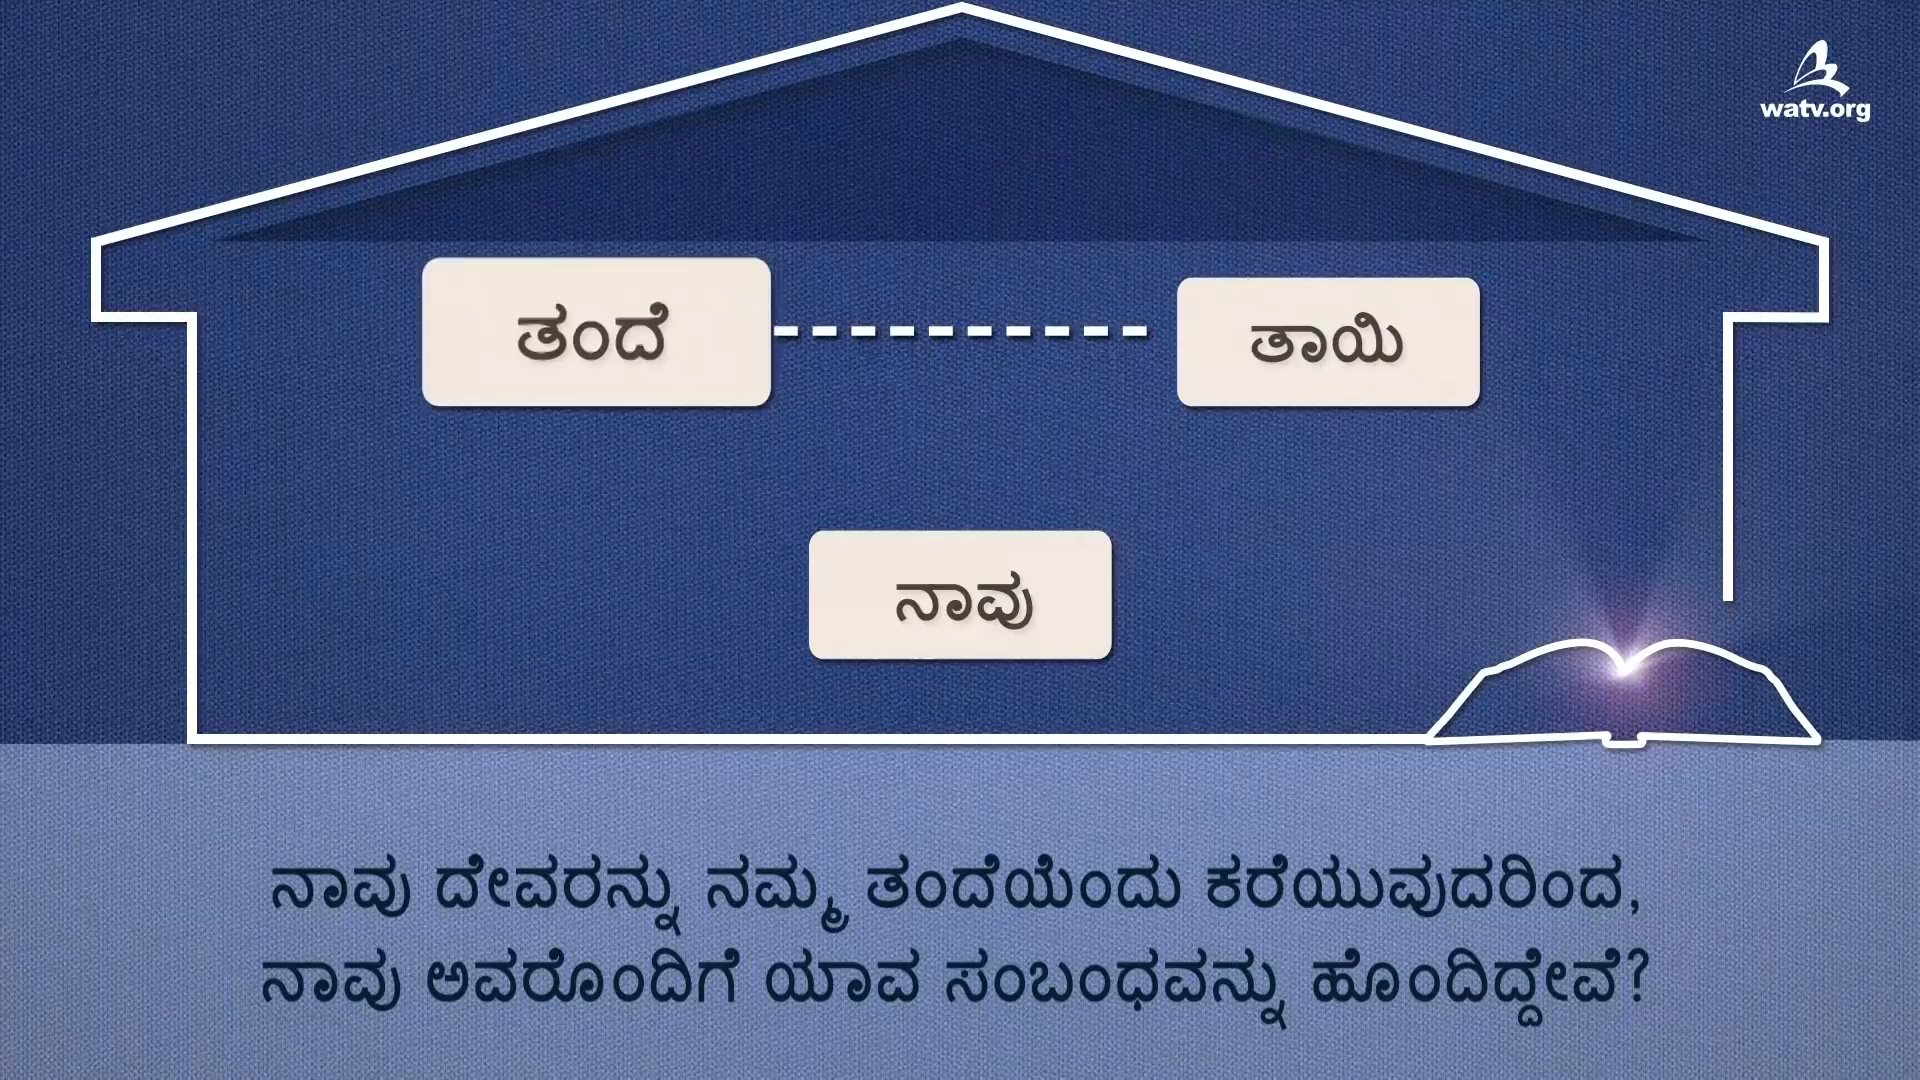 watv.org
ತಂದೆ
ತಾಯಿ
ನಾವು
ನಾವು ದೇವರನ್ನು ನಮ್ಮ ತಂದೆಯೆಂದು ಕರೆಯುವುದರಿಂದ,
ನಾವು ಅವರೊಂದಿಗೆ ಯಾವ ಸಂಬಂಧವನ್ನು ಹೊಂದಿದ್ದೇವೆ?